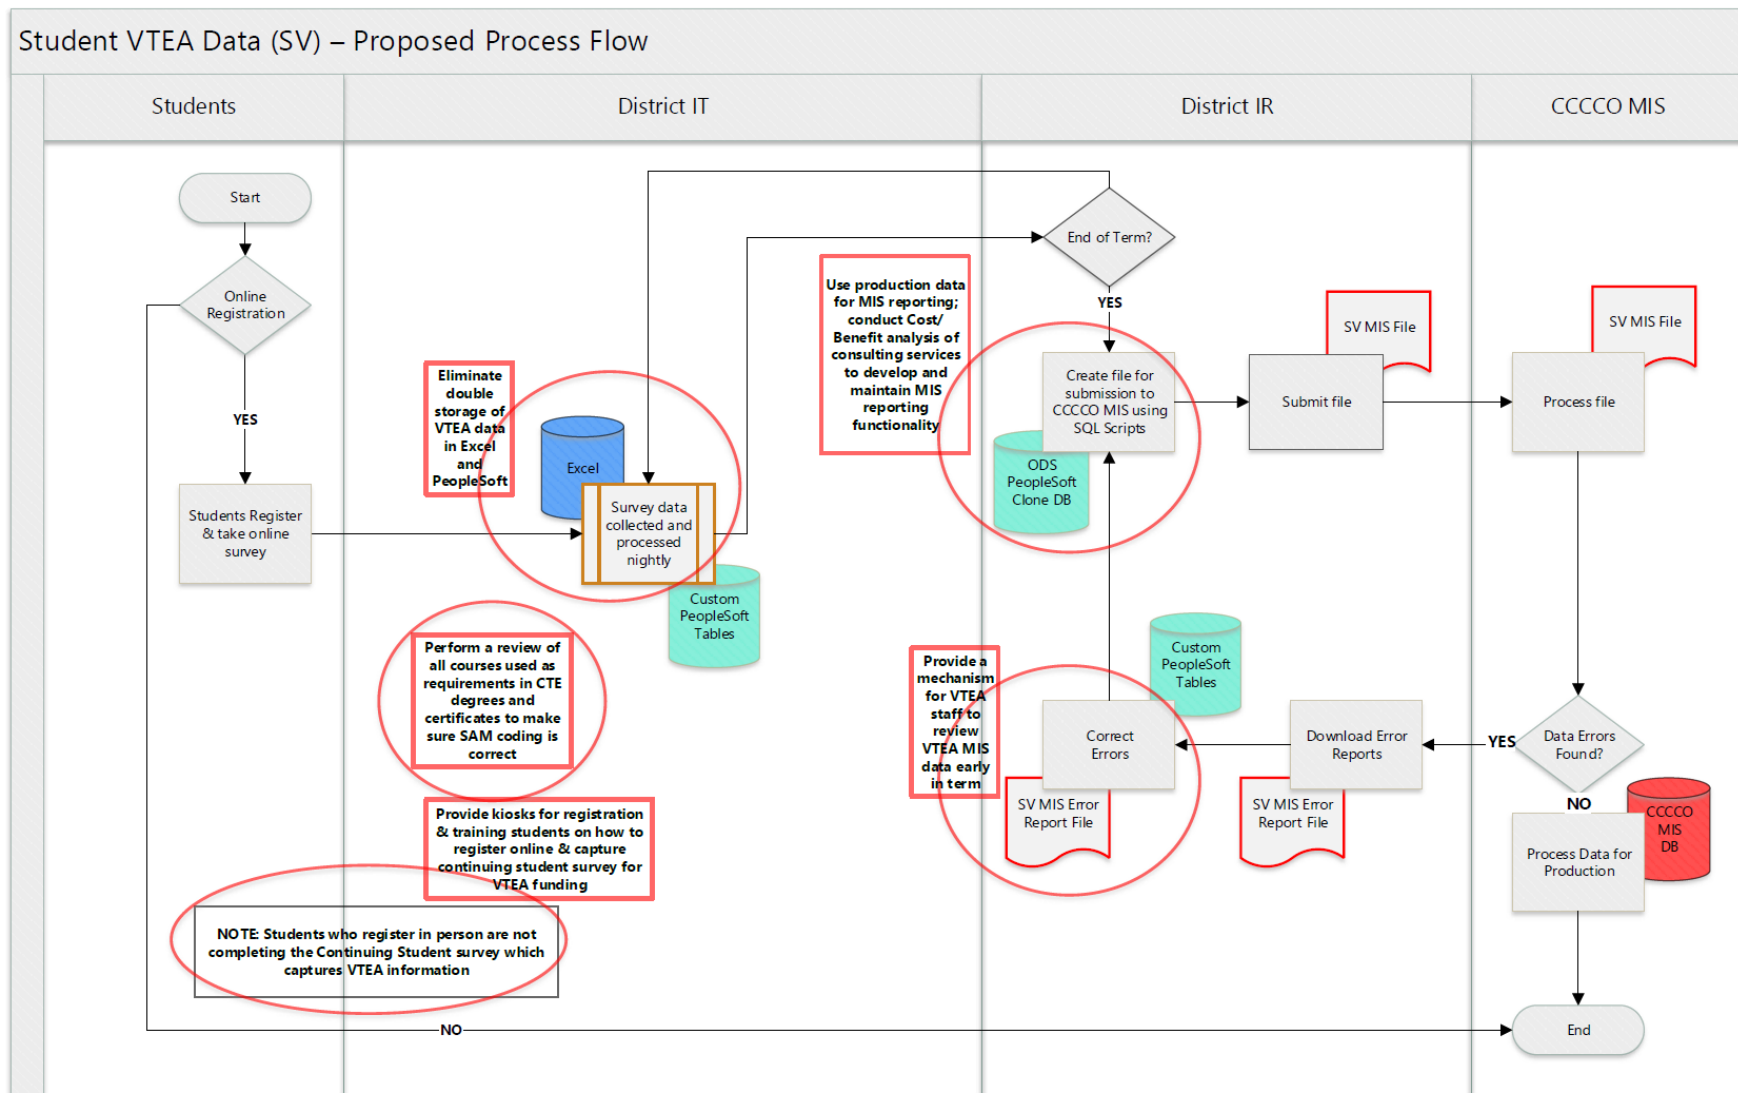 Student VTEA Data (SV) – Proposed Process Flow
Students
District IT
District IR
CCCCO MIS
Start
Online
Registration
YES
Students Register
& take online
survey
Eliminate
double
storage of
VTEA data
in Excel
and
PeopleSoft
Excel
Survey data
collected and
processed
nightly
Custom
PeopleSoft
Tables
Perform a review of
all courses used as
requirements in CTE
degrees and
certificates to make
sure SAM coding is
correct
Provide kiosks for registration
& training students on how to
register online & capture
continuing student survey for
VTEA funding
NOTE: Students who register in person are not
completing the Continuing Student survey which
captures VTEA information
NO
End of Term?
YES
Use production data
for MIS reporting;
conduct Cost/
Benefit analysis of
consulting services
to develop and
maintain MIS
reporting
functionality
Create file for
submission to
CCCCO MIS using
SQL Scripts
ODS
PeopleSoft
Clone DB
SV MIS File
Submit file
SV MIS File
Process file
Provide a
mechanism
for VTEA
staff to
review
VTEA MIS
data early
in term
Custom
PeopleSoft
Tables
Correct
Errors
SV MIS Error
Report File
Download Error
Reports
SV MIS Error
Report File
YES
Data Errors
Found?
NO
CCCCO
MIS
DB
Process Data for
Production
End